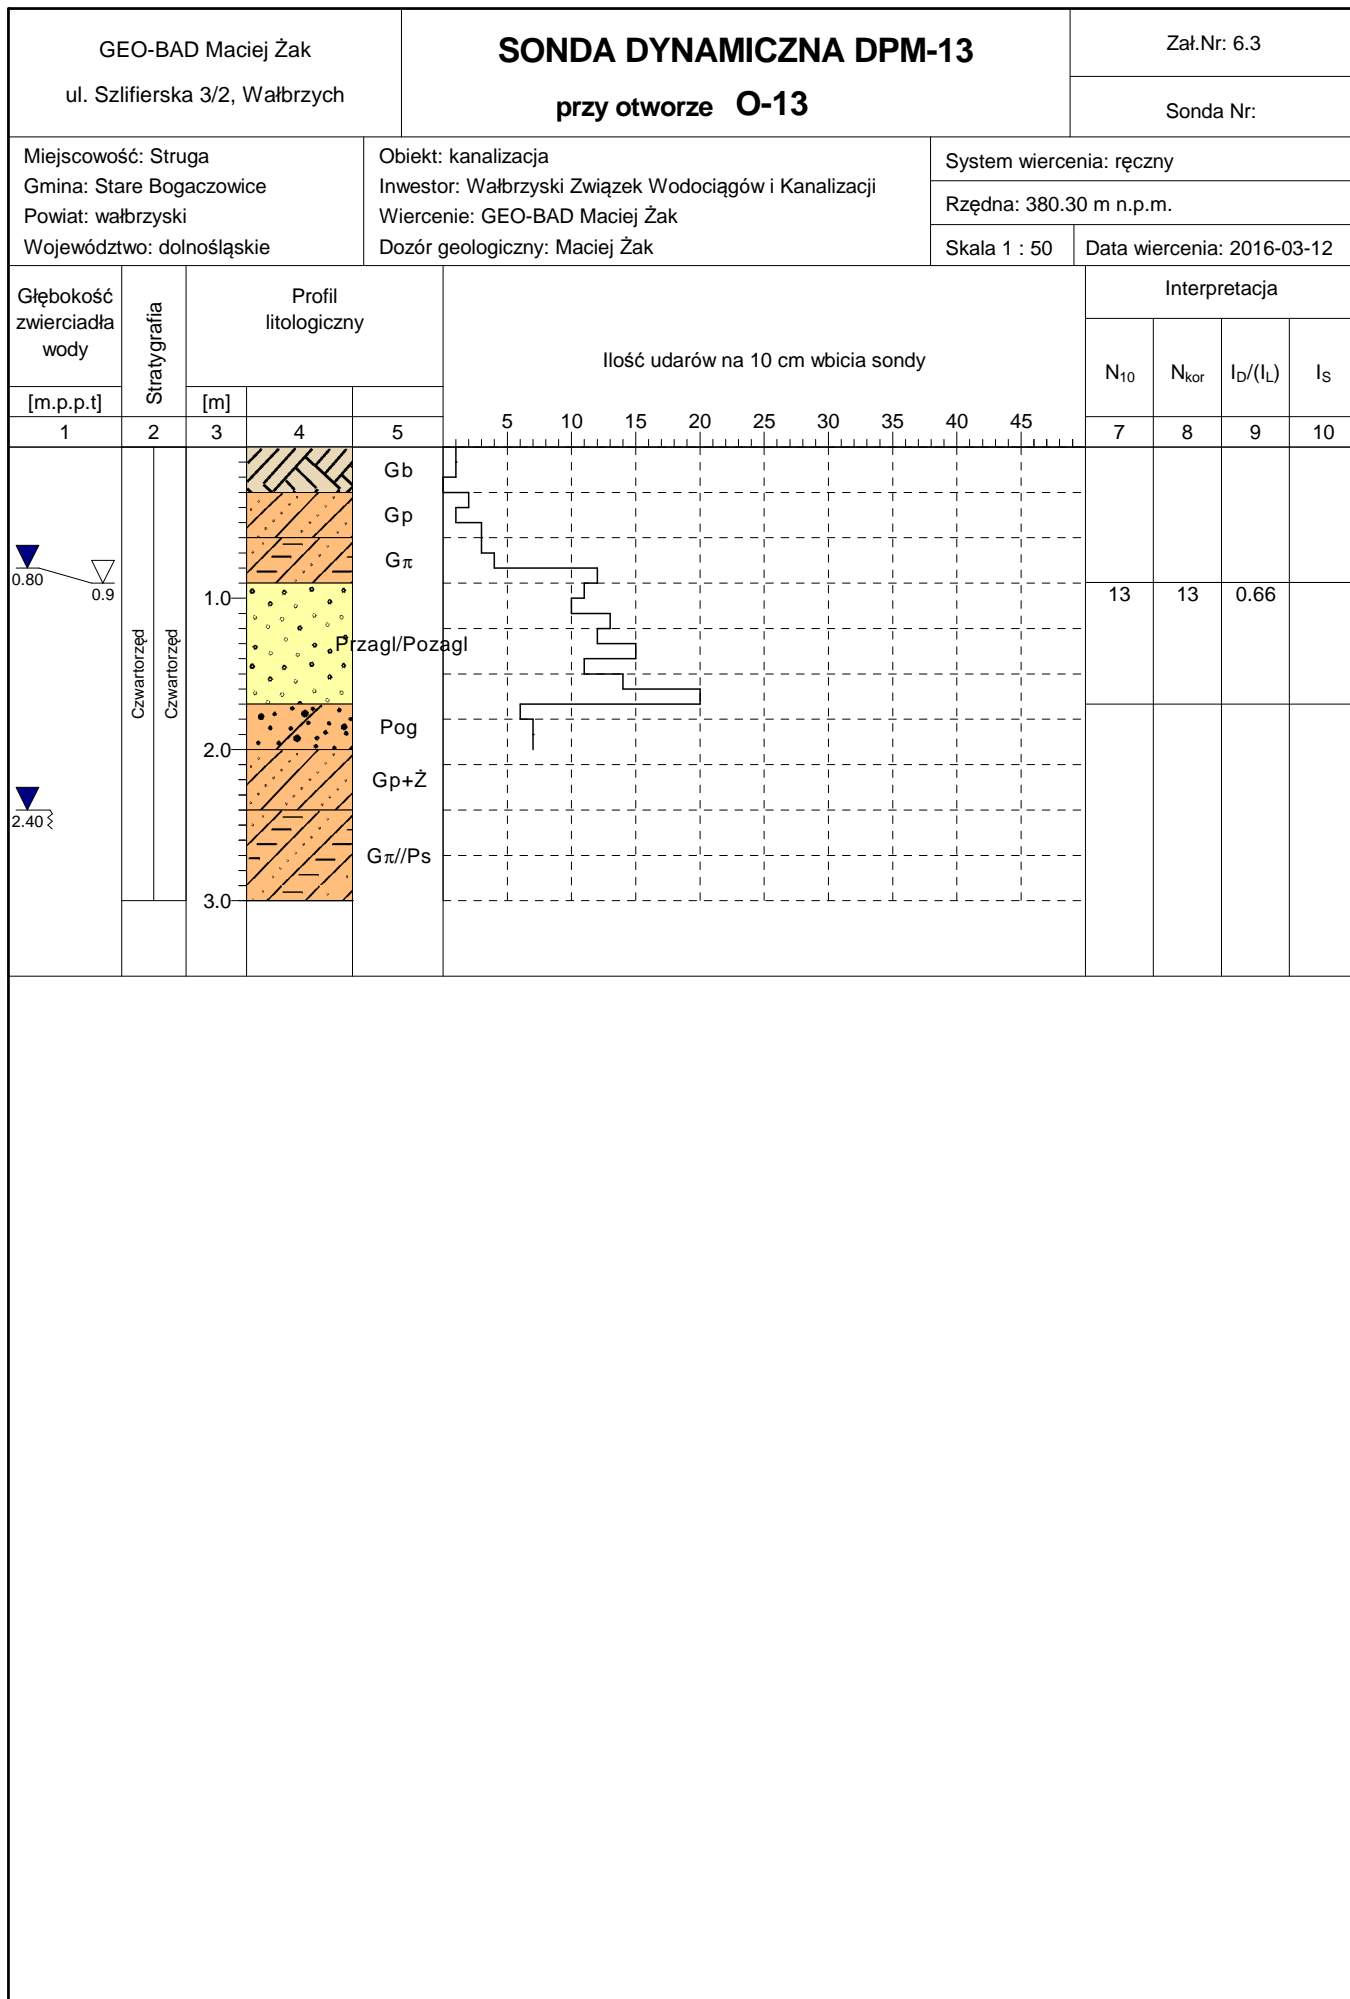 GEO-BAD Maciej Żak
ul. Szlifierska 3/2, Wałbrzych
SONDA DYNAMICZNA DPM-13
przy otworze O-13
Zał.Nr: 6.3
Sonda Nr:
Miejscowość: Struga
Gmina: Stare Bogaczowice
Powiat: wałbrzyski
Województwo: dolnośląskie
Obiekt: kanalizacja
Inwestor: Wałbrzyski Związek Wodociągów i Kanalizacji
Wiercenie: GEO-BAD Maciej Żak
Dozór geologiczny: Maciej Żak
System wiercenia: ręczny
Rzędna: 380.30 m n.p.m.
Skala 1 : 50
Data wiercenia: 2016-03-12
Głębokość
zwierciadła
wody
[m.p.p.t]
Stratygrafia
Profil
litologiczny
[m]
Ilość udarów na 10 cm wbicia sondy
5 10 15 20 25 30 35 40 45
Interpretacja
N10 Nkor ID/(IL) IS
1 2 3 4 5 7 8 9 10
Gb
Gp
Gπ
0.80
0.9
1.0
13 13 0.66
Przagl/Pozagl
Czwartorzęd
Czwartorzęd
Pog
2.0
Gp+Ż
2.40
Gπ//Ps
3.0